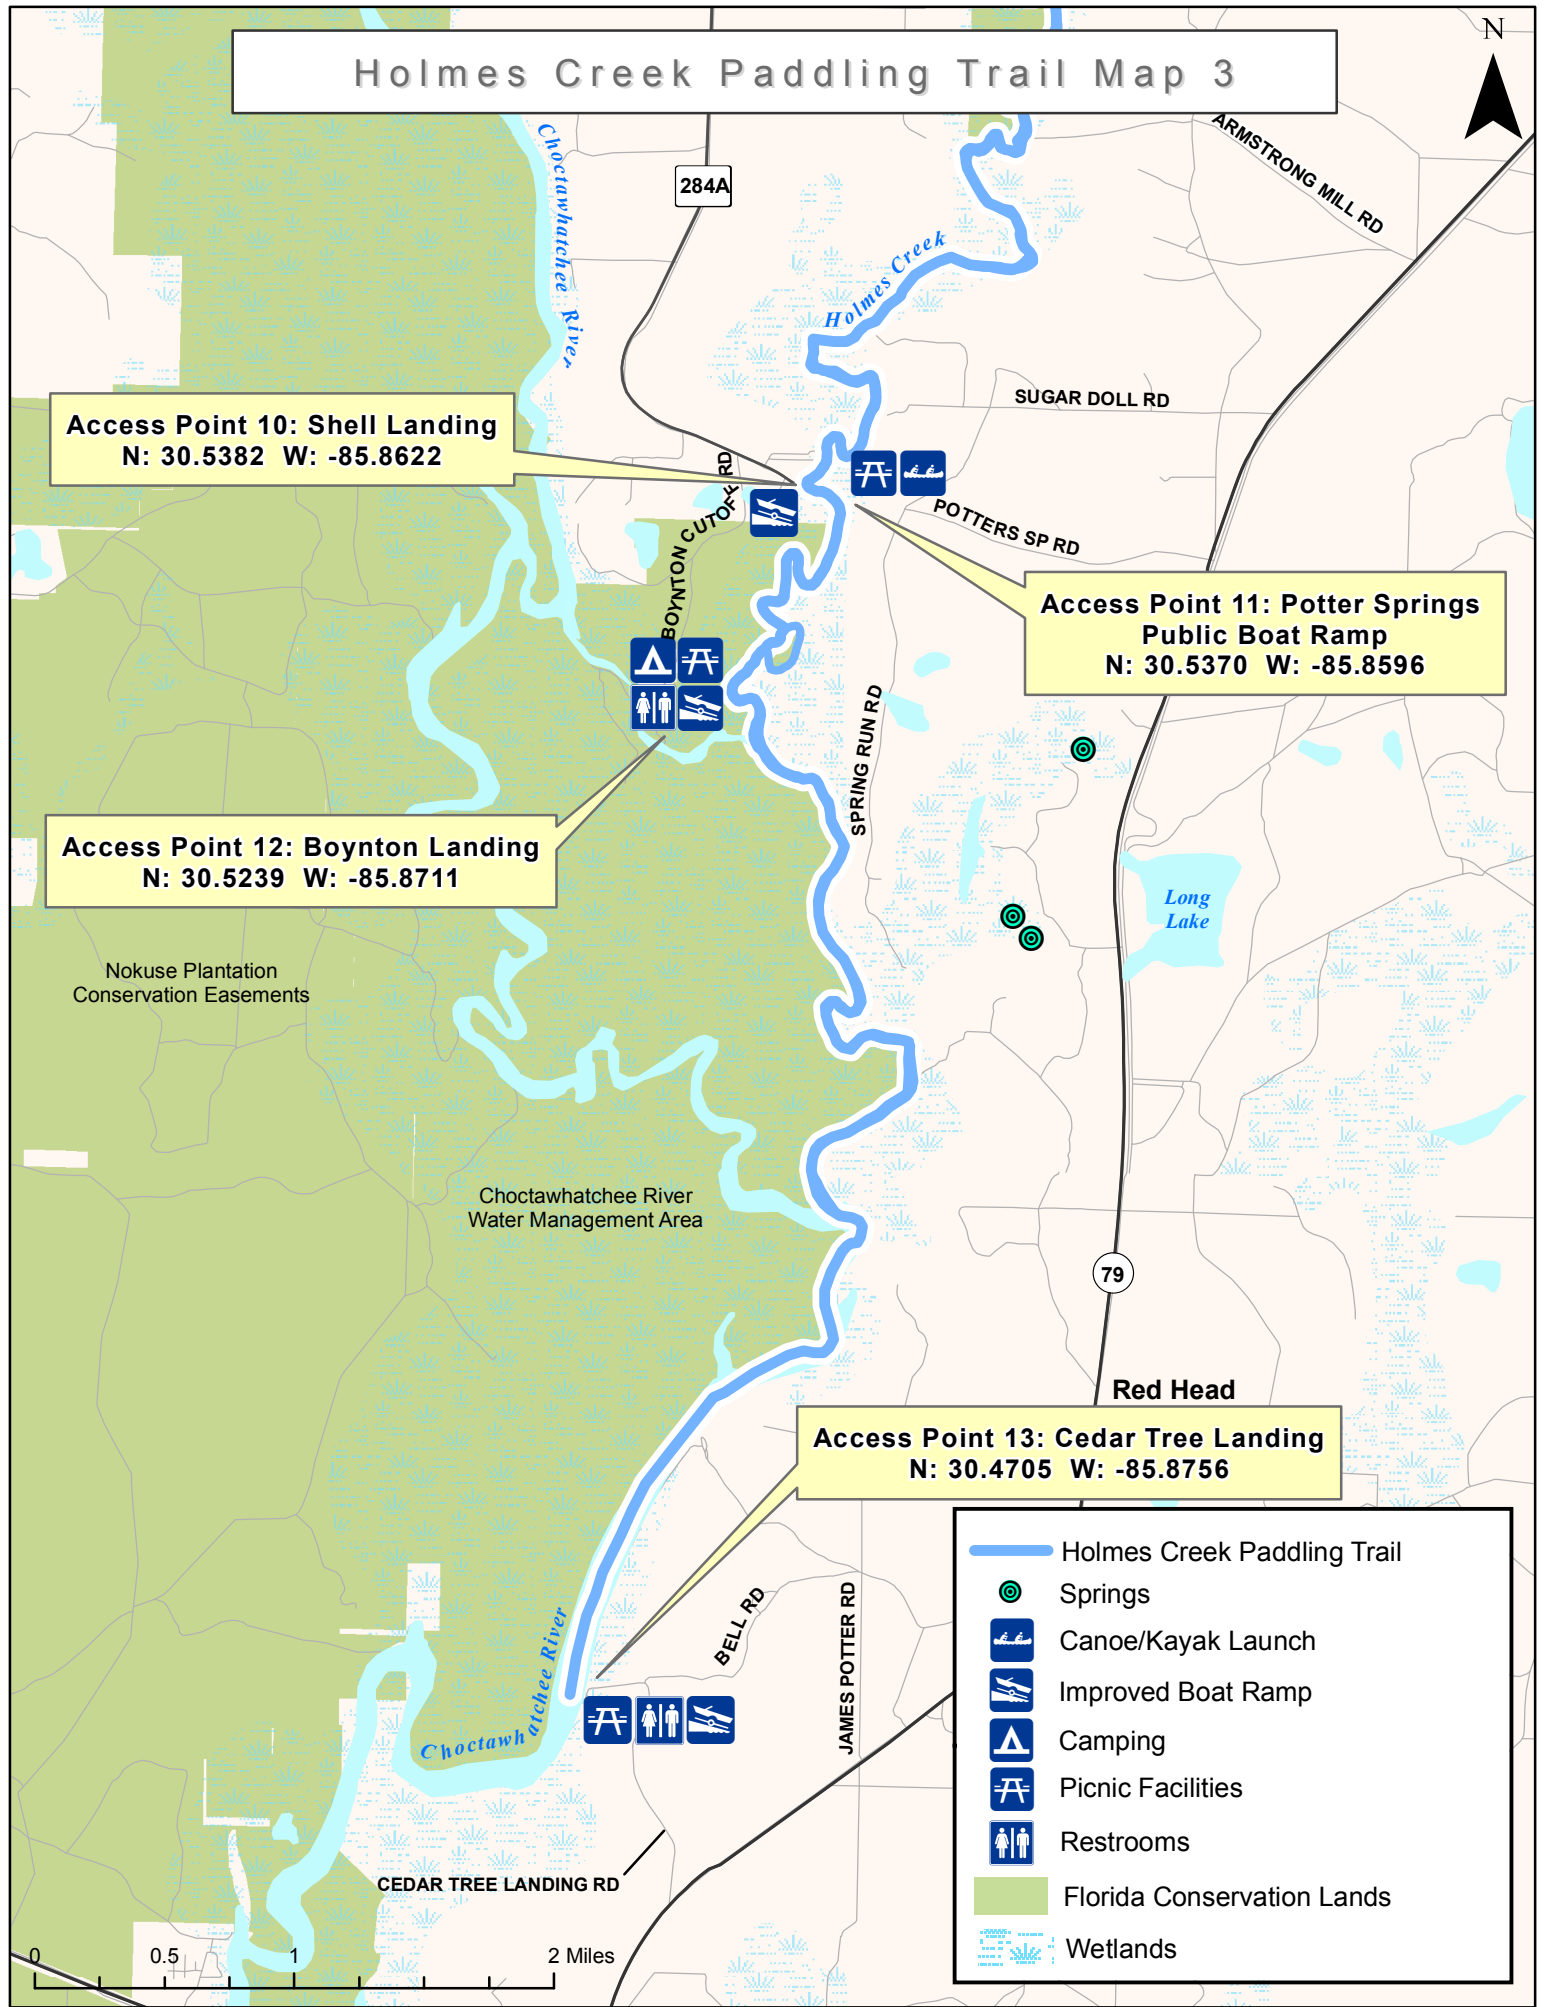 Holmes Creek Paddling Trail Map 3
N
ARMSTRONG MILL RD
Choctawhatchee River
284A
Holmes Creek
SUGAR DOLL RD
Access Point 10: Shell Landing
N: 30.5382 W: -85.8622
BOYNTON CUTOFF RD
POTTERS SP RD
Access Point 11: Potter Springs
Public Boat Ramp
N: 30.5370 W: -85.8596
SPRING RUN RD
Access Point 12: Boynton Landing
N: 30.5239 W: -85.8711
Long
Lake
Nokuse Plantation
Conservation Easements
Choctawhatchee River
Water Management Area
79
Red Head
Access Point 13: Cedar Tree Landing
N: 30.4705 W: -85.8756
Choctawhatchee River
BELL RD
JAMES POTTER RD
CEDAR TREE LANDING RD
Holmes Creek Paddling Trail
Springs
Canoe/Kayak Launch
Improved Boat Ramp
Camping
Picnic Facilities
Restrooms
Florida Conservation Lands
Wetlands
0 0.5 1 2 Miles